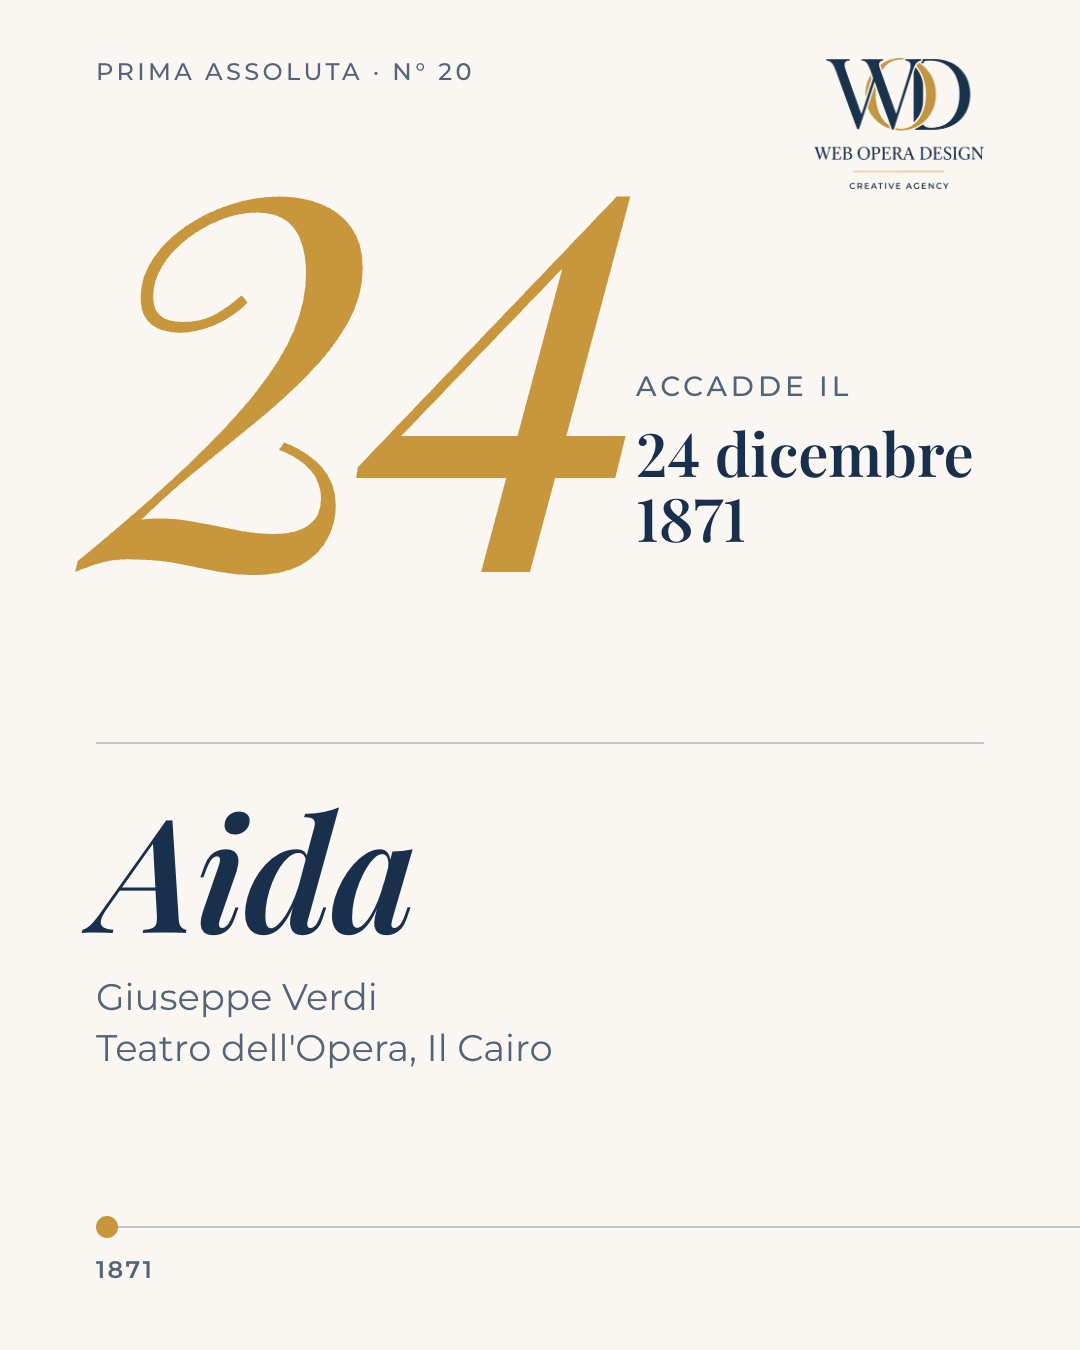 PRIMA ASSOLUTA · N° 20
WOD
WEB OPERA DESIGN
CREATIVE AGENCY
24
ACCADDE IL
24 dicembre
1871
Aida
Giuseppe Verdi
Teatro dell'Opera, Il Cairo
1871